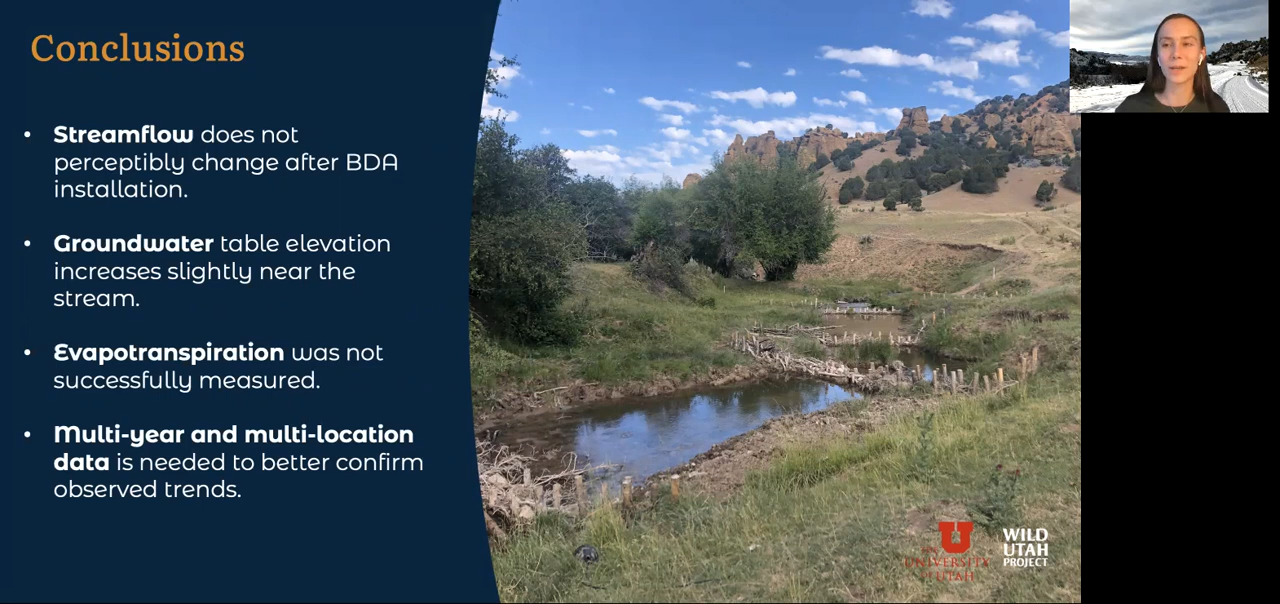 Conclusions
• Streamflow does not
perceptibly change after BDA
installation.
• Groundwater table elevation
increases slightly near the
stream.
• Evapotranspiration was not
successfully measured.
• Multi-year and multi-location
data is needed to better confirm
observed trends.
THE
UNIVERSITY
OF UTAH
WILD
UTAH
PROJECT